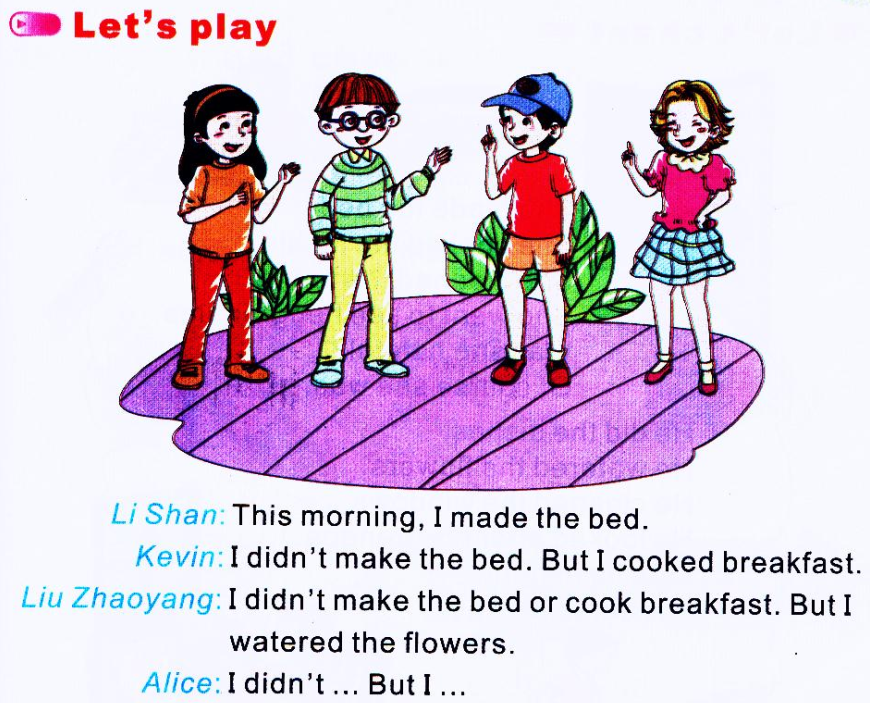 Let's play
Li Shan: This morning, I made the bed.
Kevin: I didn't make the bed. But I cooked breakfast.
Liu Zhaoyang: I didn't make the bed or cook breakfast. But I
watered the flowers.
Alice: I didn't ... But I ...